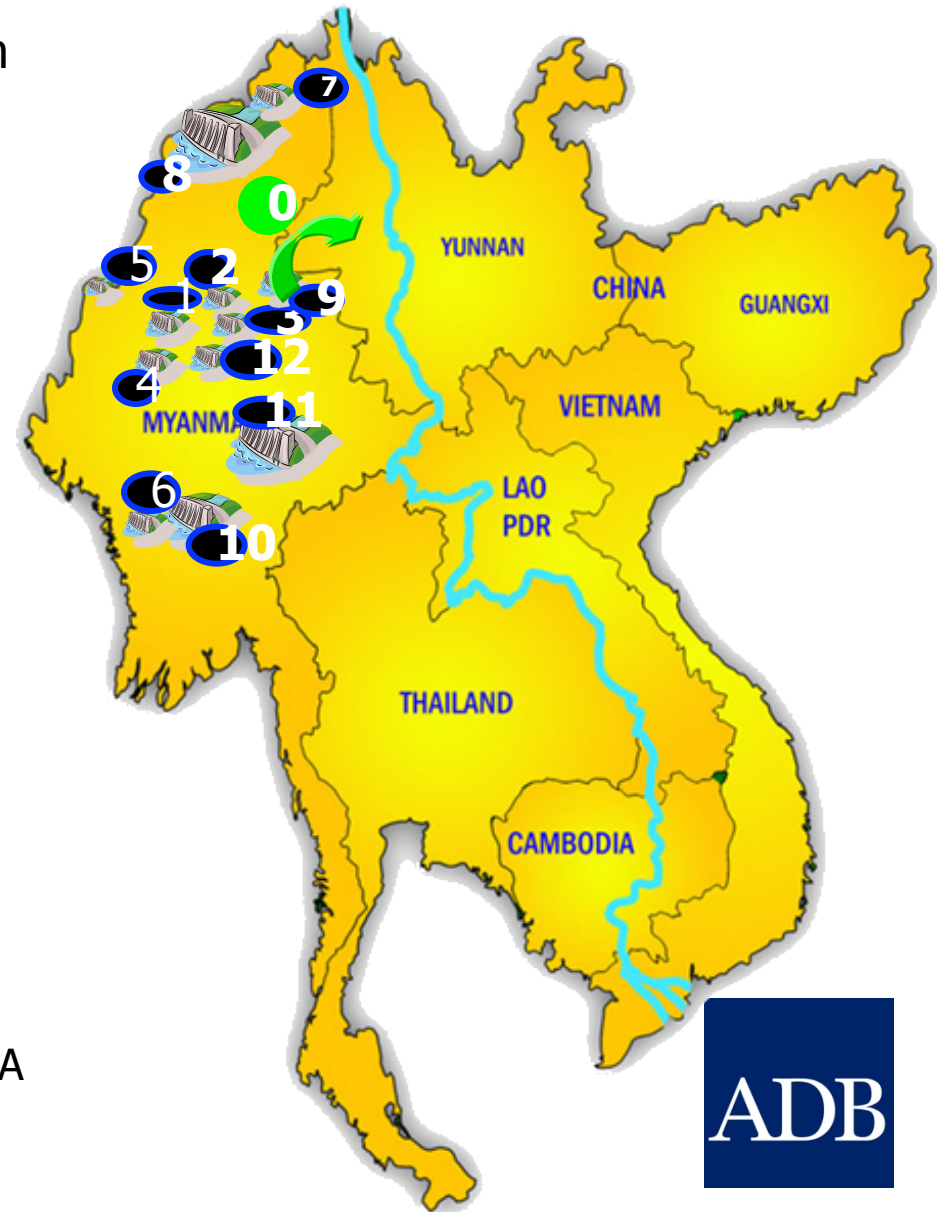 n
7
8
0
YUNNAN
5
2
CHINA
9
1
GUANGXI
3
12
4
11
VIETNAM
MYANMA
6
LAO
PDR
10
THAILAND
CAMBODIA
A
ADB